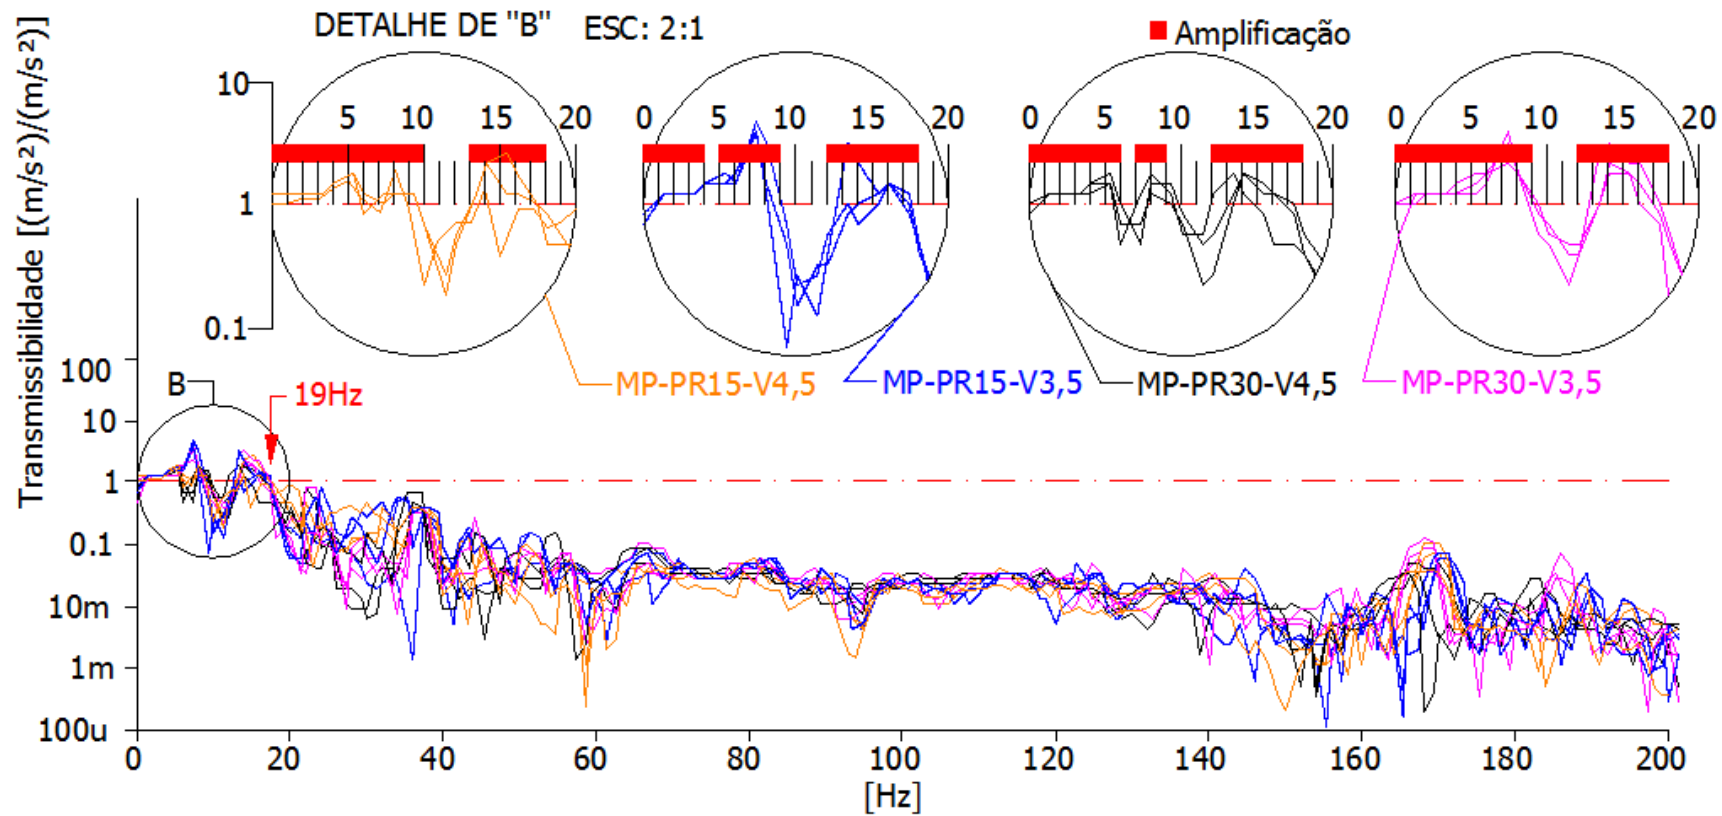 DETALHE DE "B" ESC: 2:1
Amplificação
Transmissibilidade [(m/s²)/(m/s²)]
10
1
0.1
5 10 15 20
0 5 10 15 20
0 5 10 15 20
0 5 10 15 20
MP-PR15-V4,5
MP-PR15-V3,5
MP-PR30-V4,5
MP-PR30-V3,5
B
19Hz
100
10
1
0.1
10m
1m
100u
0 20 40 60 80 100 120 140 160 180 200
[Hz]